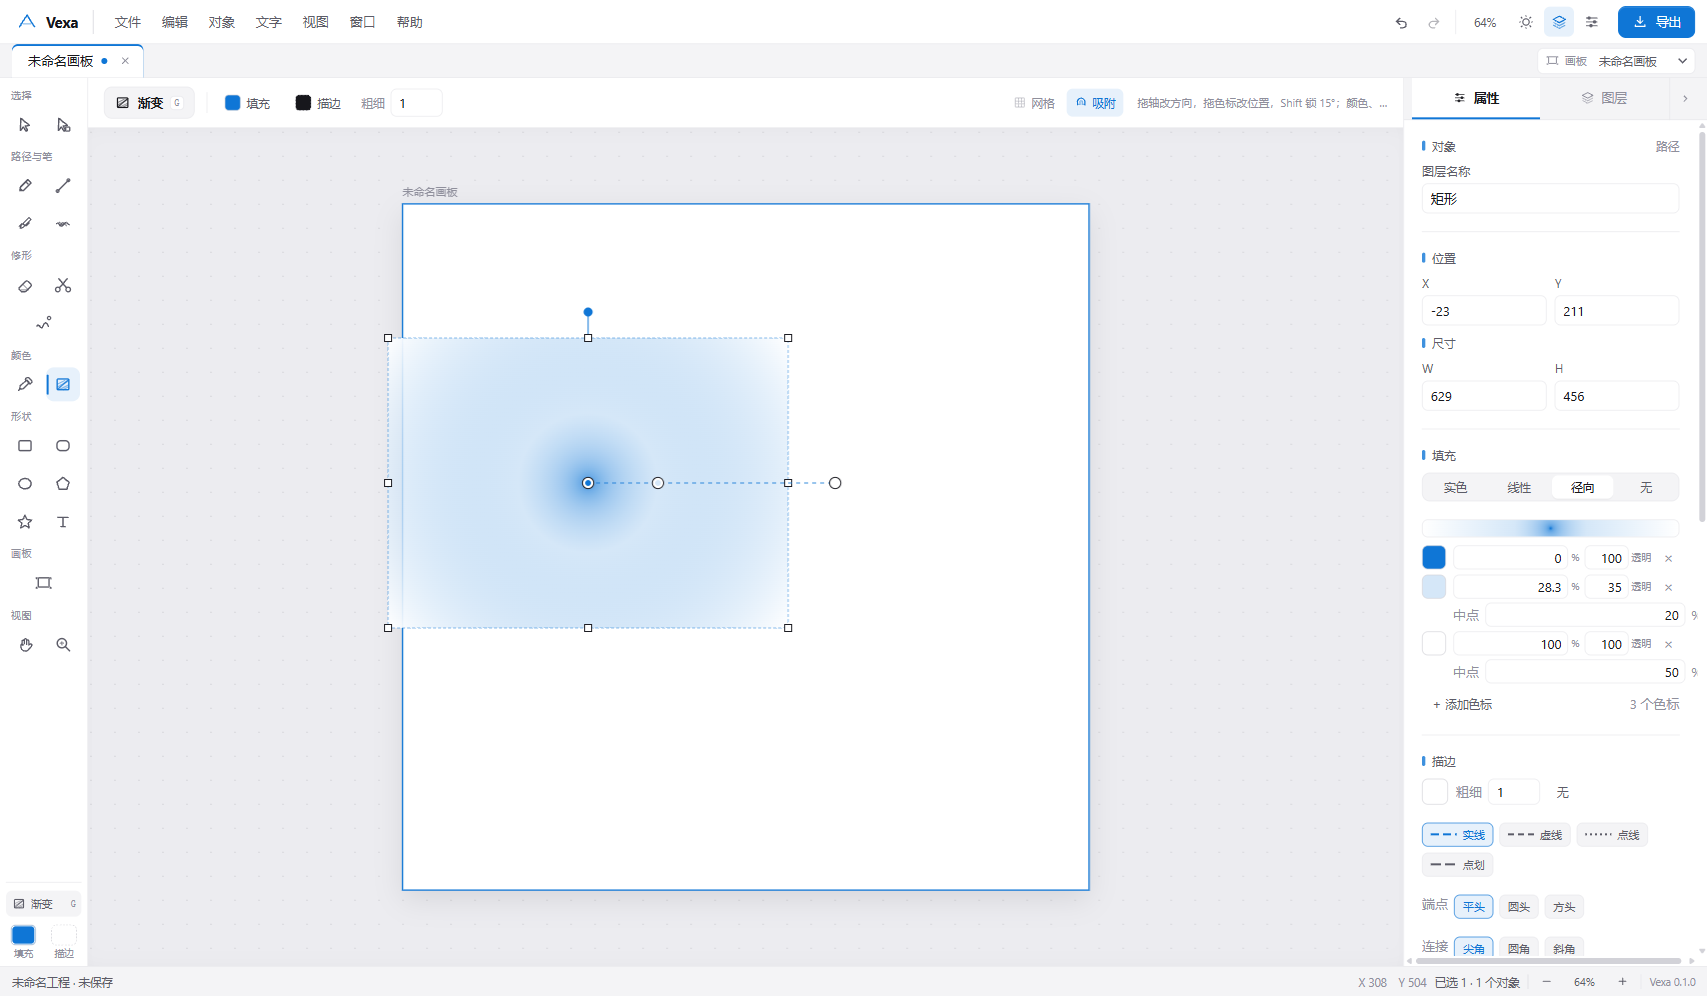 Vexa 文件 编辑 对象 文字 视图 窗口 帮助 64% 导出
未命名画板 × 画板 未命名画板
选择 渐变 G 填充 描边 粗细 1 网格 吸附 拖轴改方向，拖色标改位置，Shift 锁 15°；颜色、... 属性 图层
路径与笔
修形
颜色
形状
画板
视图
渐变 G
填充 描边
未命名画板
对象 路径
图层名称
矩形
位置
X Y
-23 211
尺寸
W H
629 456
填充
实色 线性 径向 无
0 % 100 透明 ×
28.3 % 35 透明 ×
中点 20 %
100 % 100 透明 ×
中点 50 %
+ 添加色标 3 个色标
描边
粗细 1 无
实线 虚线 点线
点划
端点 平头 圆头 方头
连接 尖角 圆角 斜角
未命名工程 · 未保存 X 308 Y 504 已选 1 · 1 个对象 − 64% + Vexa 0.1.0